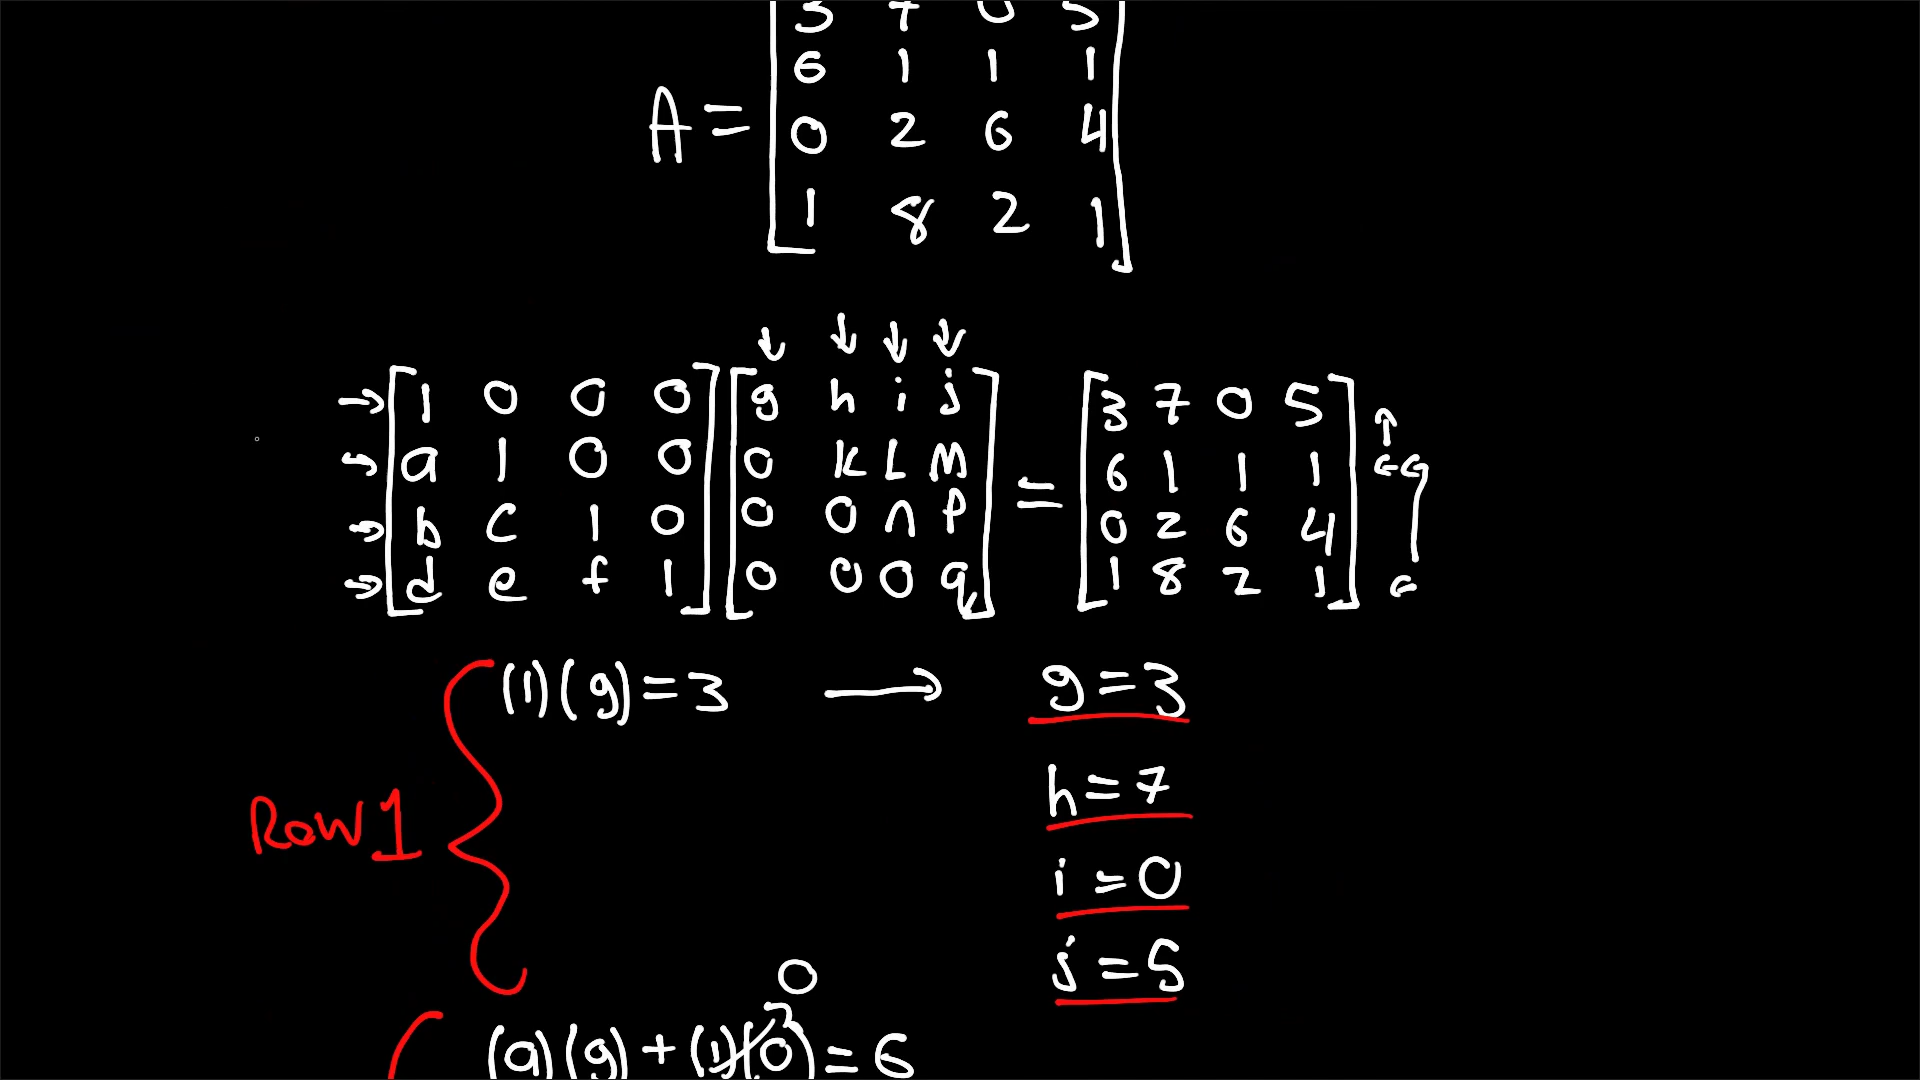 3 7 0 5
6 1 1 1
A = 0 2 6 4
1 8 2 1
↓ ↓ ↓ ↓
→ [1 0 0 0] [g h i j] [3 7 0 5] ↑
→ [a 1 0 0] [0 k L M] = [6 1 1 1]
→ [b c 1 0] [0 0 n p] [0 2 6 4]
→ [d e f 1] [0 0 0 q] [1 8 2 1]
(1)(g)=3 → g=3
h=7
Row 1
i=0
j=5
0
(a)(g)+(1)(0)=6